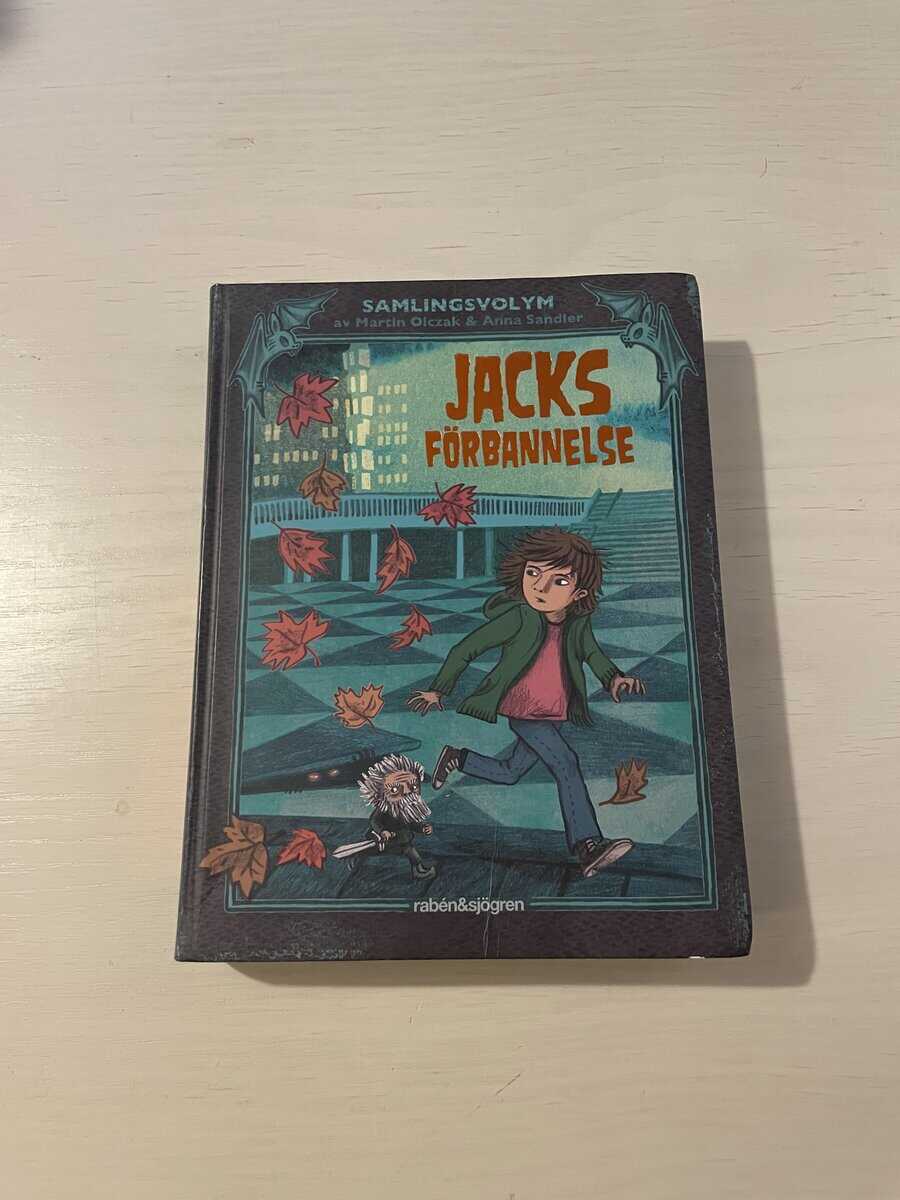 SAMLINGSVOLYM
av Martin Olczak & Anna Sandler
JACKS
FÖRBANNELSE
rabén&sjögren